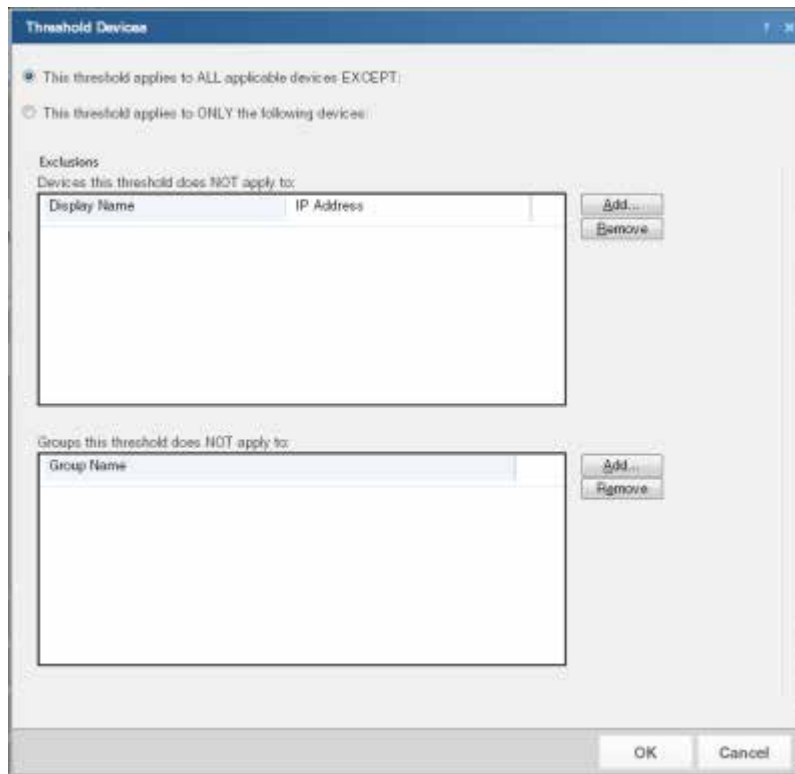 Threshold Devices
This threshold applies to ALL applicable devices EXCEPT:
This threshold applies to ONLY the following devices:
Exclusions
Devices this threshold does NOT apply to:
Display Name IP Address
Add...
Remove
Groups this threshold does NOT apply to:
Group Name
Add...
Remove
OK Cancel